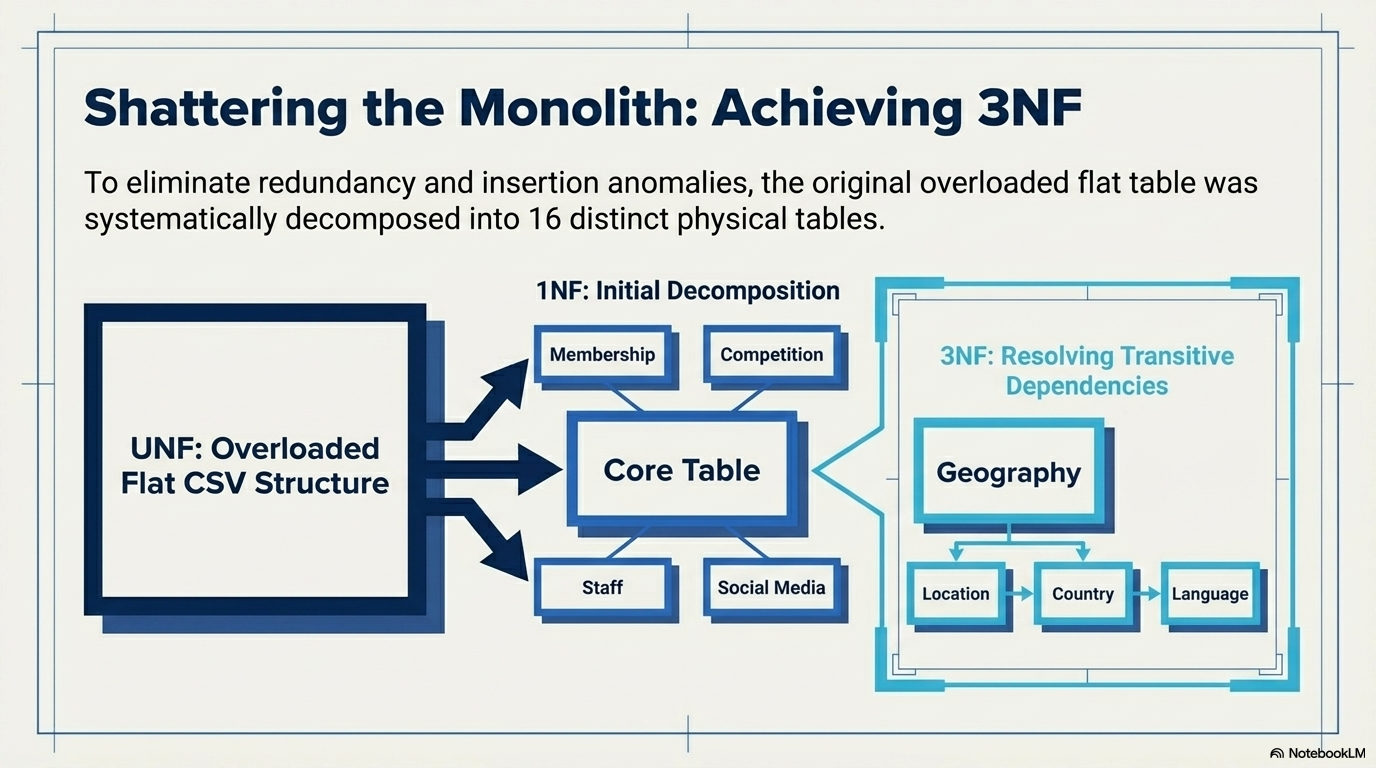 Shattering the Monolith: Achieving 3NF
To eliminate redundancy and insertion anomalies, the original overloaded flat table was
systematically decomposed into 16 distinct physical tables.
UNF: Overloaded
Flat CSV Structure
1NF: Initial Decomposition
Membership
Competition
Core Table
Staff
Social Media
3NF: Resolving Transitive
Dependencies
Geography
Location
Country
Language
NotebookLM